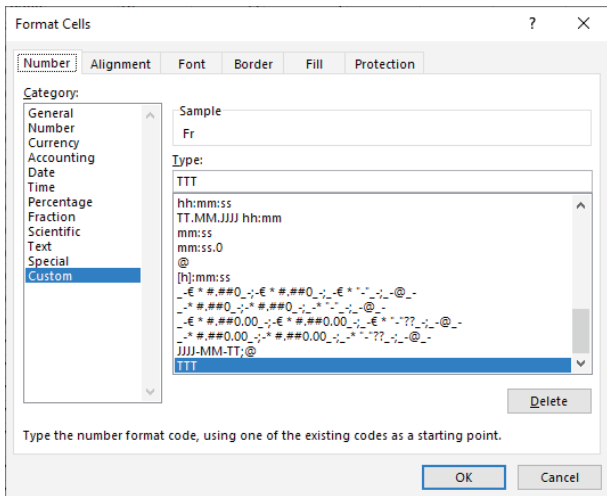 Format Cells
Number Alignment Font Border Fill Protection
Category:
General
Number
Currency
Accounting
Date
Time
Percentage
Fraction
Scientific
Text
Special
Custom
Sample
Fr
Type:
TTT
hh:mm:ss
TT.MM.JJJJ hh:mm
mm:ss
mm:ss.0
@
[h]:mm:ss
_-€ * #.##0_-;-€ * #.##0_-;_-€ * "-"_-;_-@_-
_-* #.##0_-;-* #.##0_-;_-* "-"_-;_-@_-
_-€ * #.##0.00_-;-€ * #.##0.00_-;_-€ * "-"??_-;_-@_-
_-* #.##0.00_-;-* #.##0.00_-;_-* "-"??_-;_-@_-
JJJJ-MM-TT;@
TTT
Delete
Type the number format code, using one of the existing codes as a starting point.
OK Cancel